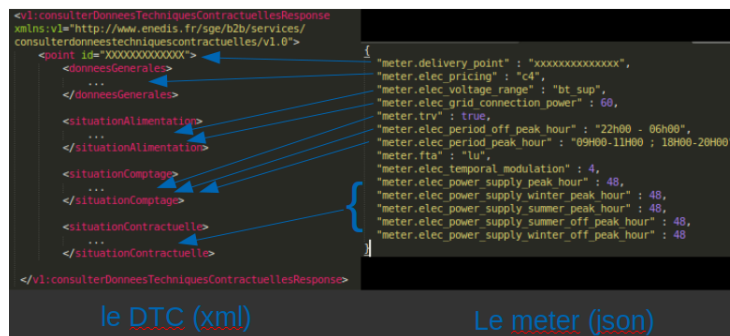 <v1:consulterDonneesTechniquesContractuellesResponse
xmlns:v1="http://www.enedis.fr/sge/b2b/services/
consulterdonneestechniquescontractuelles/v1.0">
<point id="XXXXXXXXXXXXX">
<donneesGenerales>
...
</donneesGenerales>
<situationAlimentation>
...
</situationAlimentation>
<situationComptage>
...
</situationComptage>
<situationContractuelle>
...
</situationContractuelle>
</v1:consulterDonneesTechniquesContractuellesResponse>
{
"meter.delivery_point" : "xxxxxxxxxxxxxx",
"meter.elec_pricing" : "c4",
"meter.elec_voltage_range" : "bt_sup",
"meter.elec_grid_connection_power" : 60,
"meter.trv" : true,
"meter.elec_period_off_peak_hour" : "22h00 - 06h00",
"meter.elec_period_peak_hour" : "09H00-11H00 ; 18H00-20H00"
"meter.fta" : "lu",
"meter.elec_temporal_modulation" : 4,
"meter.elec_power_supply_peak_hour" : 48,
"meter.elec_power_supply_winter_peak_hour" : 48,
"meter.elec_power_supply_summer_peak_hour" : 48,
"meter.elec_power_supply_summer_off_peak_hour" : 48,
"meter.elec_power_supply_winter_off_peak_hour" : 48
}
le DTC (xml)
Le meter (json)